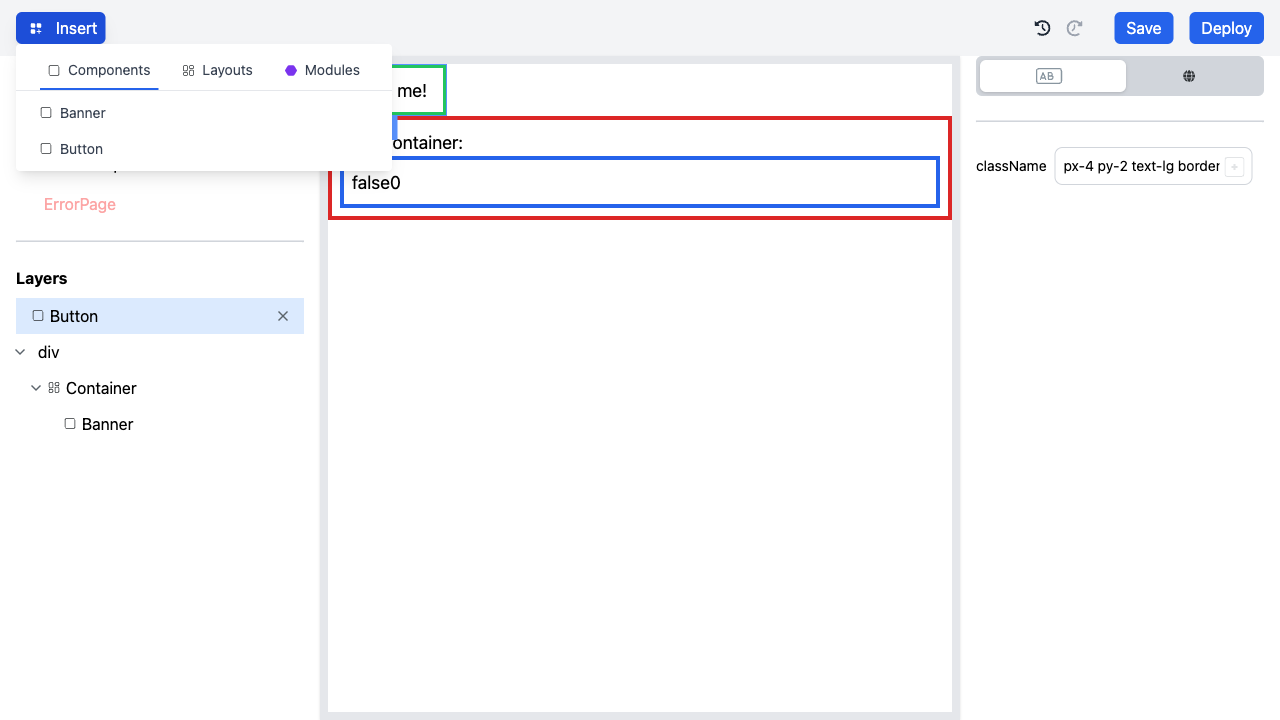 Insert
Save
Deploy
Components
Layouts
Modules
Banner
Button
ErrorPage
Layers
Button
div
Container
Banner
me!
ontainer:
false0
AB
className
px-4 py-2 text-lg border